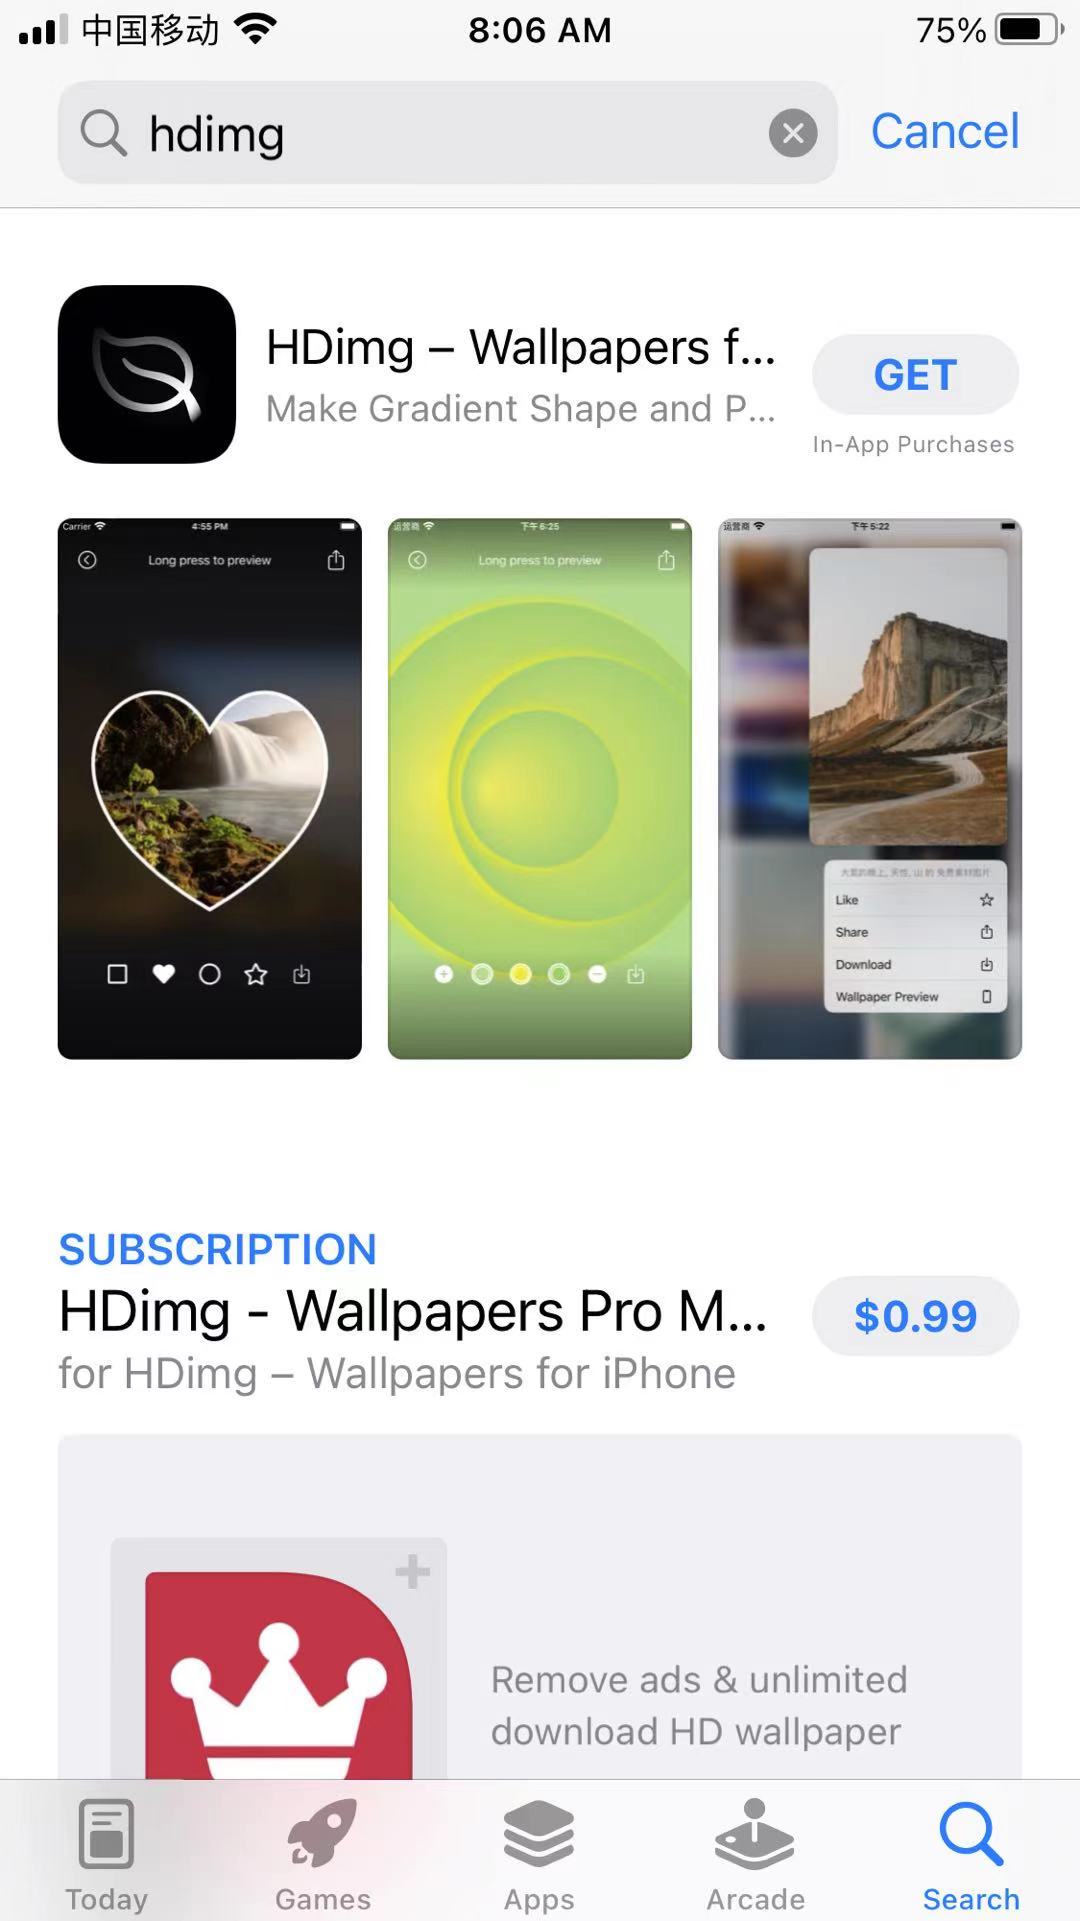 中国移动
8:06 AM
75%
hdimg
Cancel
HDimg – Wallpapers f...
Make Gradient Shape and P...
GET
In-App Purchases
Carrier
4:55 PM
Long press to preview
运营商
下午6:25
Long press to preview
运营商
下午5:22
Like
Share
Download
Wallpaper Preview
SUBSCRIPTION
HDimg - Wallpapers Pro M...
for HDimg – Wallpapers for iPhone
$0.99
Remove ads & unlimited
download HD wallpaper
Today
Games
Apps
Arcade
Search